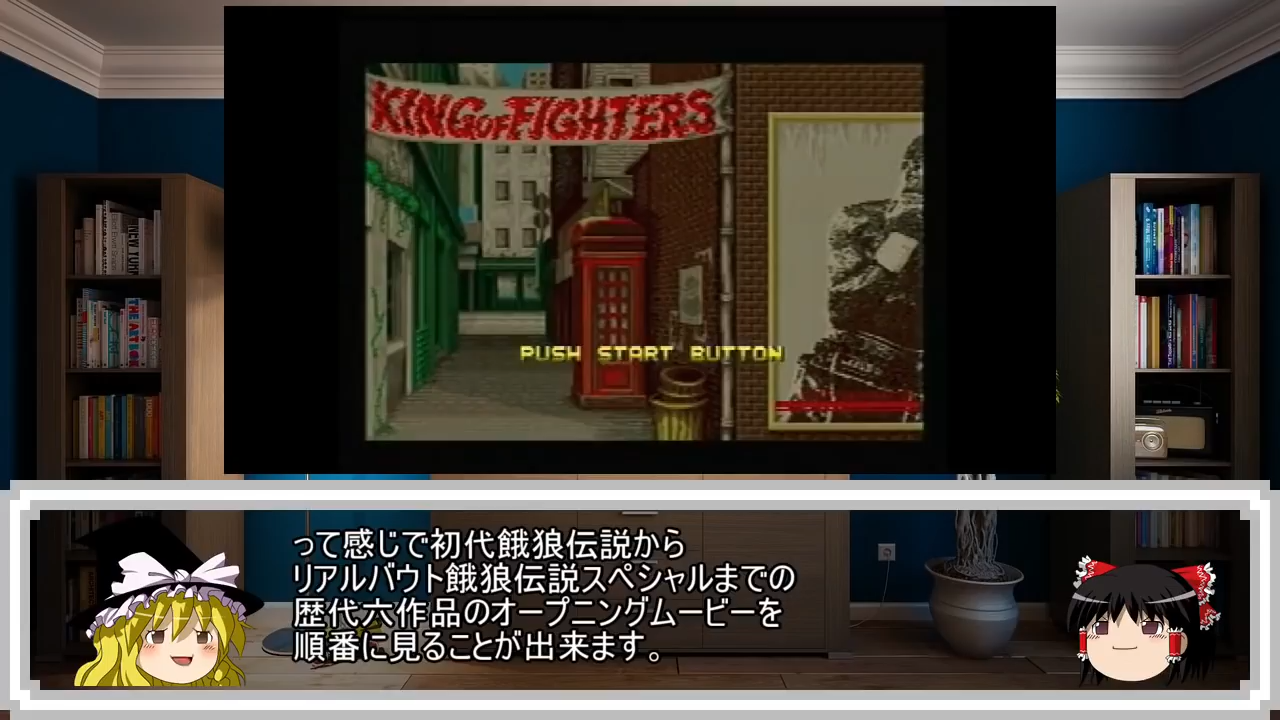 KING OF FIGHTERS
PUSH START BUTTON
THE ART OF
って感じで初代餓狼伝説から
リアルバウト餓狼伝説スペシャルまでの
歴代六作品のオープニングムービーを
順番に見ることが出来ます。